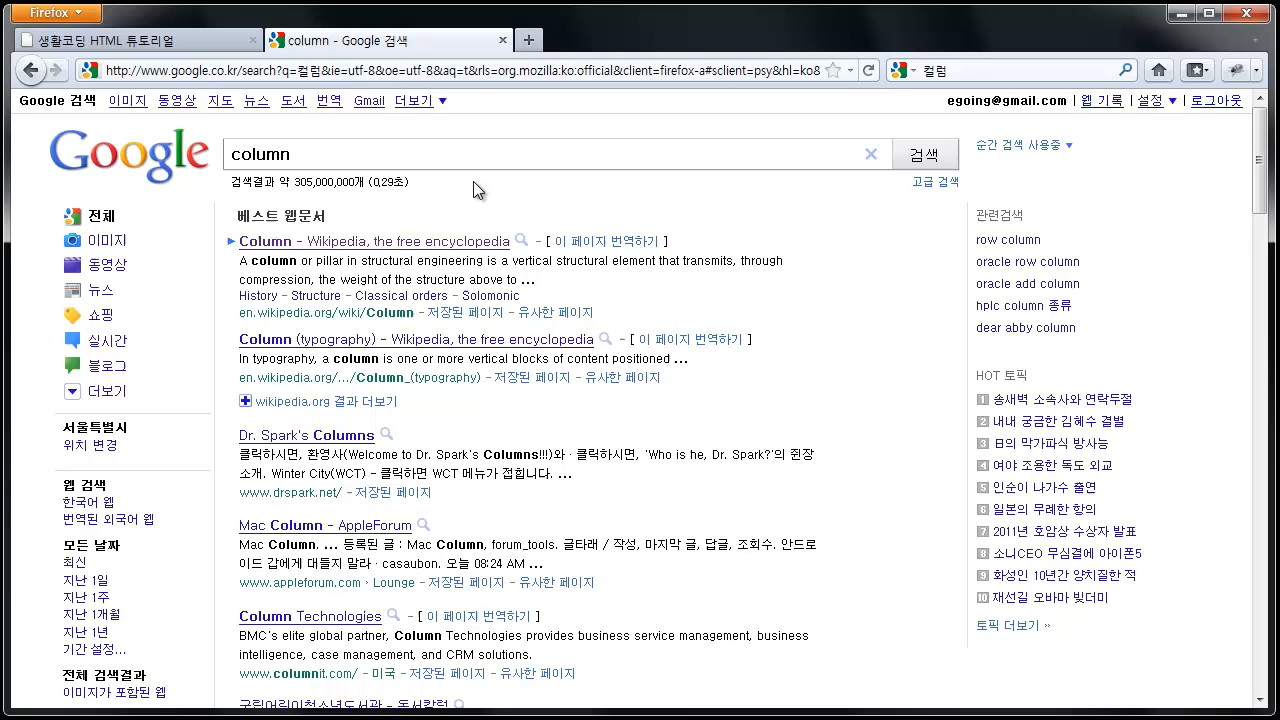 Firefox
생활코딩 HTML 튜토리얼
column - Google 검색
http://www.google.co.kr/search?q=컬럼&ie=utf-8&oe=utf-8&aq=t&rls=org.mozilla:ko:official&client=firefox-a#sclient=psy&hl=ko&
컬럼
Google 검색 이미지 동영상 지도 뉴스 도서 번역 Gmail 더보기
egoing@gmail.com | 웹 기록 | 설정 | 로그아웃
Google
column
검색
순간 검색 사용중
검색결과 약 305,000,000개 (0.29초)
고급 검색
전체
이미지
동영상
뉴스
쇼핑
실시간
블로그
더보기
서울특별시
위치 변경
웹 검색
한국어 웹
번역된 외국어 웹
모든 날짜
최신
지난 1일
지난 1주
지난 1개월
지난 1년
기간 설정...
전체 검색결과
이미지가 포함된 웹
베스트 웹문서
Column - Wikipedia, the free encyclopedia - [ 이 페이지 번역하기 ]
A column or pillar in structural engineering is a vertical structural element that transmits, through
compression, the weight of the structure above to ...
History - Structure - Classical orders - Solomonic
en.wikipedia.org/wiki/Column - 저장된 페이지 - 유사한 페이지
Column (typography) - Wikipedia, the free encyclopedia - [ 이 페이지 번역하기 ]
In typography, a column is one or more vertical blocks of content positioned ...
en.wikipedia.org/.../Column_(typography) - 저장된 페이지 - 유사한 페이지
wikipedia.org 결과 더보기
Dr. Spark's Columns
클릭하시면, 환영사(Welcome to Dr. Spark's Columns!!!)와 · 클릭하시면, 'Who is he, Dr. Spark?'의 쥔장
소개. Winter City(WCT) - 클릭하면 WCT 메뉴가 접힙니다. ...
www.drspark.net/ - 저장된 페이지
Mac Column - AppleForum
Mac Column. ... 등록된 글 : Mac Column, forum_tools. 글타래 / 작성, 마지막 글, 답글, 조회수. 안드로
이드 갑에게 대들지 말라 · casaubon. 오늘 08:24 AM ...
www.appleforum.com › Lounge - 저장된 페이지 - 유사한 페이지
Column Technologies - [ 이 페이지 번역하기 ]
BMC's elite global partner, Column Technologies provides business service management, business
intelligence, case management, and CRM solutions.
www.columnit.com/ - 미국 - 저장된 페이지 - 유사한 페이지
국립어린이청소년도서관 - 독서칼럼
관련검색
row column
oracle row column
oracle add column
hplc column 종류
dear abby column
HOT 토픽
1 송새벽 소속사와 연락두절
2 내내 궁금한 김혜수 결별
3 日의 막가파식 방사능
4 여야 조용한 독도 외교
5 인순이 나가수 출연
6 일본의 무례한 항의
7 2011년 호암상 수상자 발표
8 소니CEO 무심결에 아이폰5
9 화성인 10년간 양치질한 적
10 재선길 오바마 빚더미
토픽 더보기 »